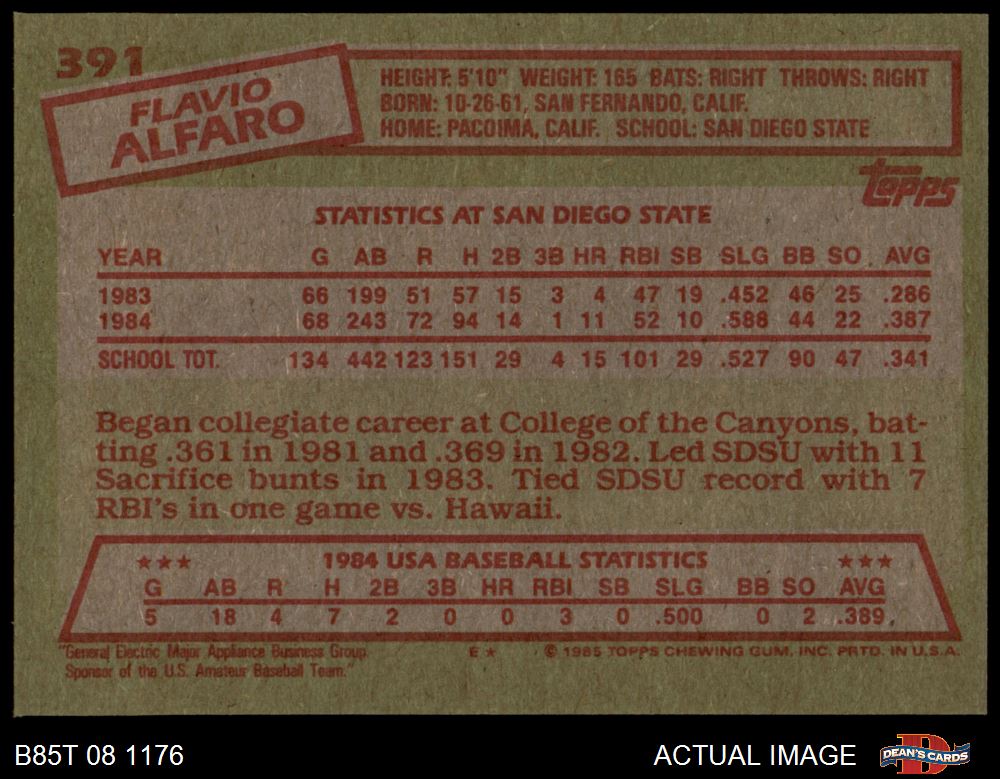 391
FLAVIO
ALFARO
HEIGHT: 5'10" WEIGHT: 165 BATS: RIGHT THROWS: RIGHT
BORN: 10-26-61, SAN FERNANDO, CALIF.
HOME: PACOIMA, CALIF. SCHOOL: SAN DIEGO STATE
topps
STATISTICS AT SAN DIEGO STATE
YEAR G AB R H 2B 3B HR RBI SB SLG BB SO AVG
1983 66 199 51 57 15 3 4 47 19 .452 46 25 .286
1984 68 243 72 94 14 1 11 52 10 .588 44 22 .387
SCHOOL TOT. 134 442 123 151 29 4 15 101 29 .527 90 47 .341
Began collegiate career at College of the Canyons, bat-
ting .361 in 1981 and .369 in 1982. Led SDSU with 11
Sacrifice bunts in 1983. Tied SDSU record with 7
RBI's in one game vs. Hawaii.
★★★ 1984 USA BASEBALL STATISTICS ★★★
G AB R H 2B 3B HR RBI SB SLG BB SO AVG
5 18 4 7 2 0 0 3 0 .500 0 2 .389
"General Electric Major Appliance Business Group
Sponsor of the U.S. Amateur Baseball Team."
E★ © 1985 TOPPS CHEWING GUM, INC. PRTD. IN U.S.A.
B85T 08 1176
ACTUAL IMAGE
D
DEAN'S CARDS